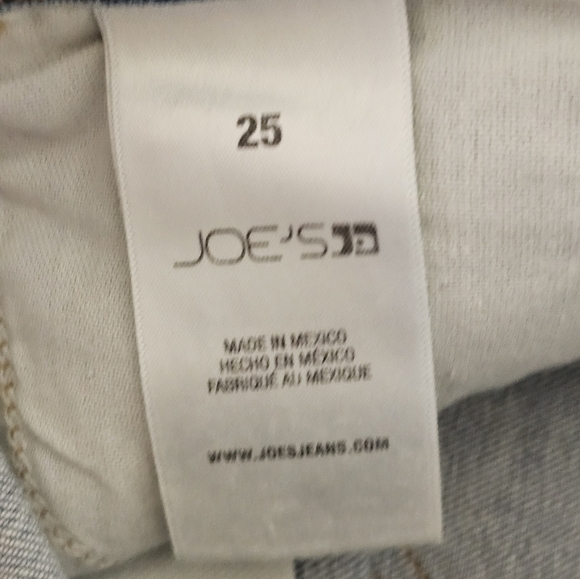 25
JOE'S
MADE IN MEXICO
HECHO EN MÉXICO
FABRIQUÉ AU MEXIQUE
WWW.JOESJEANS.COM